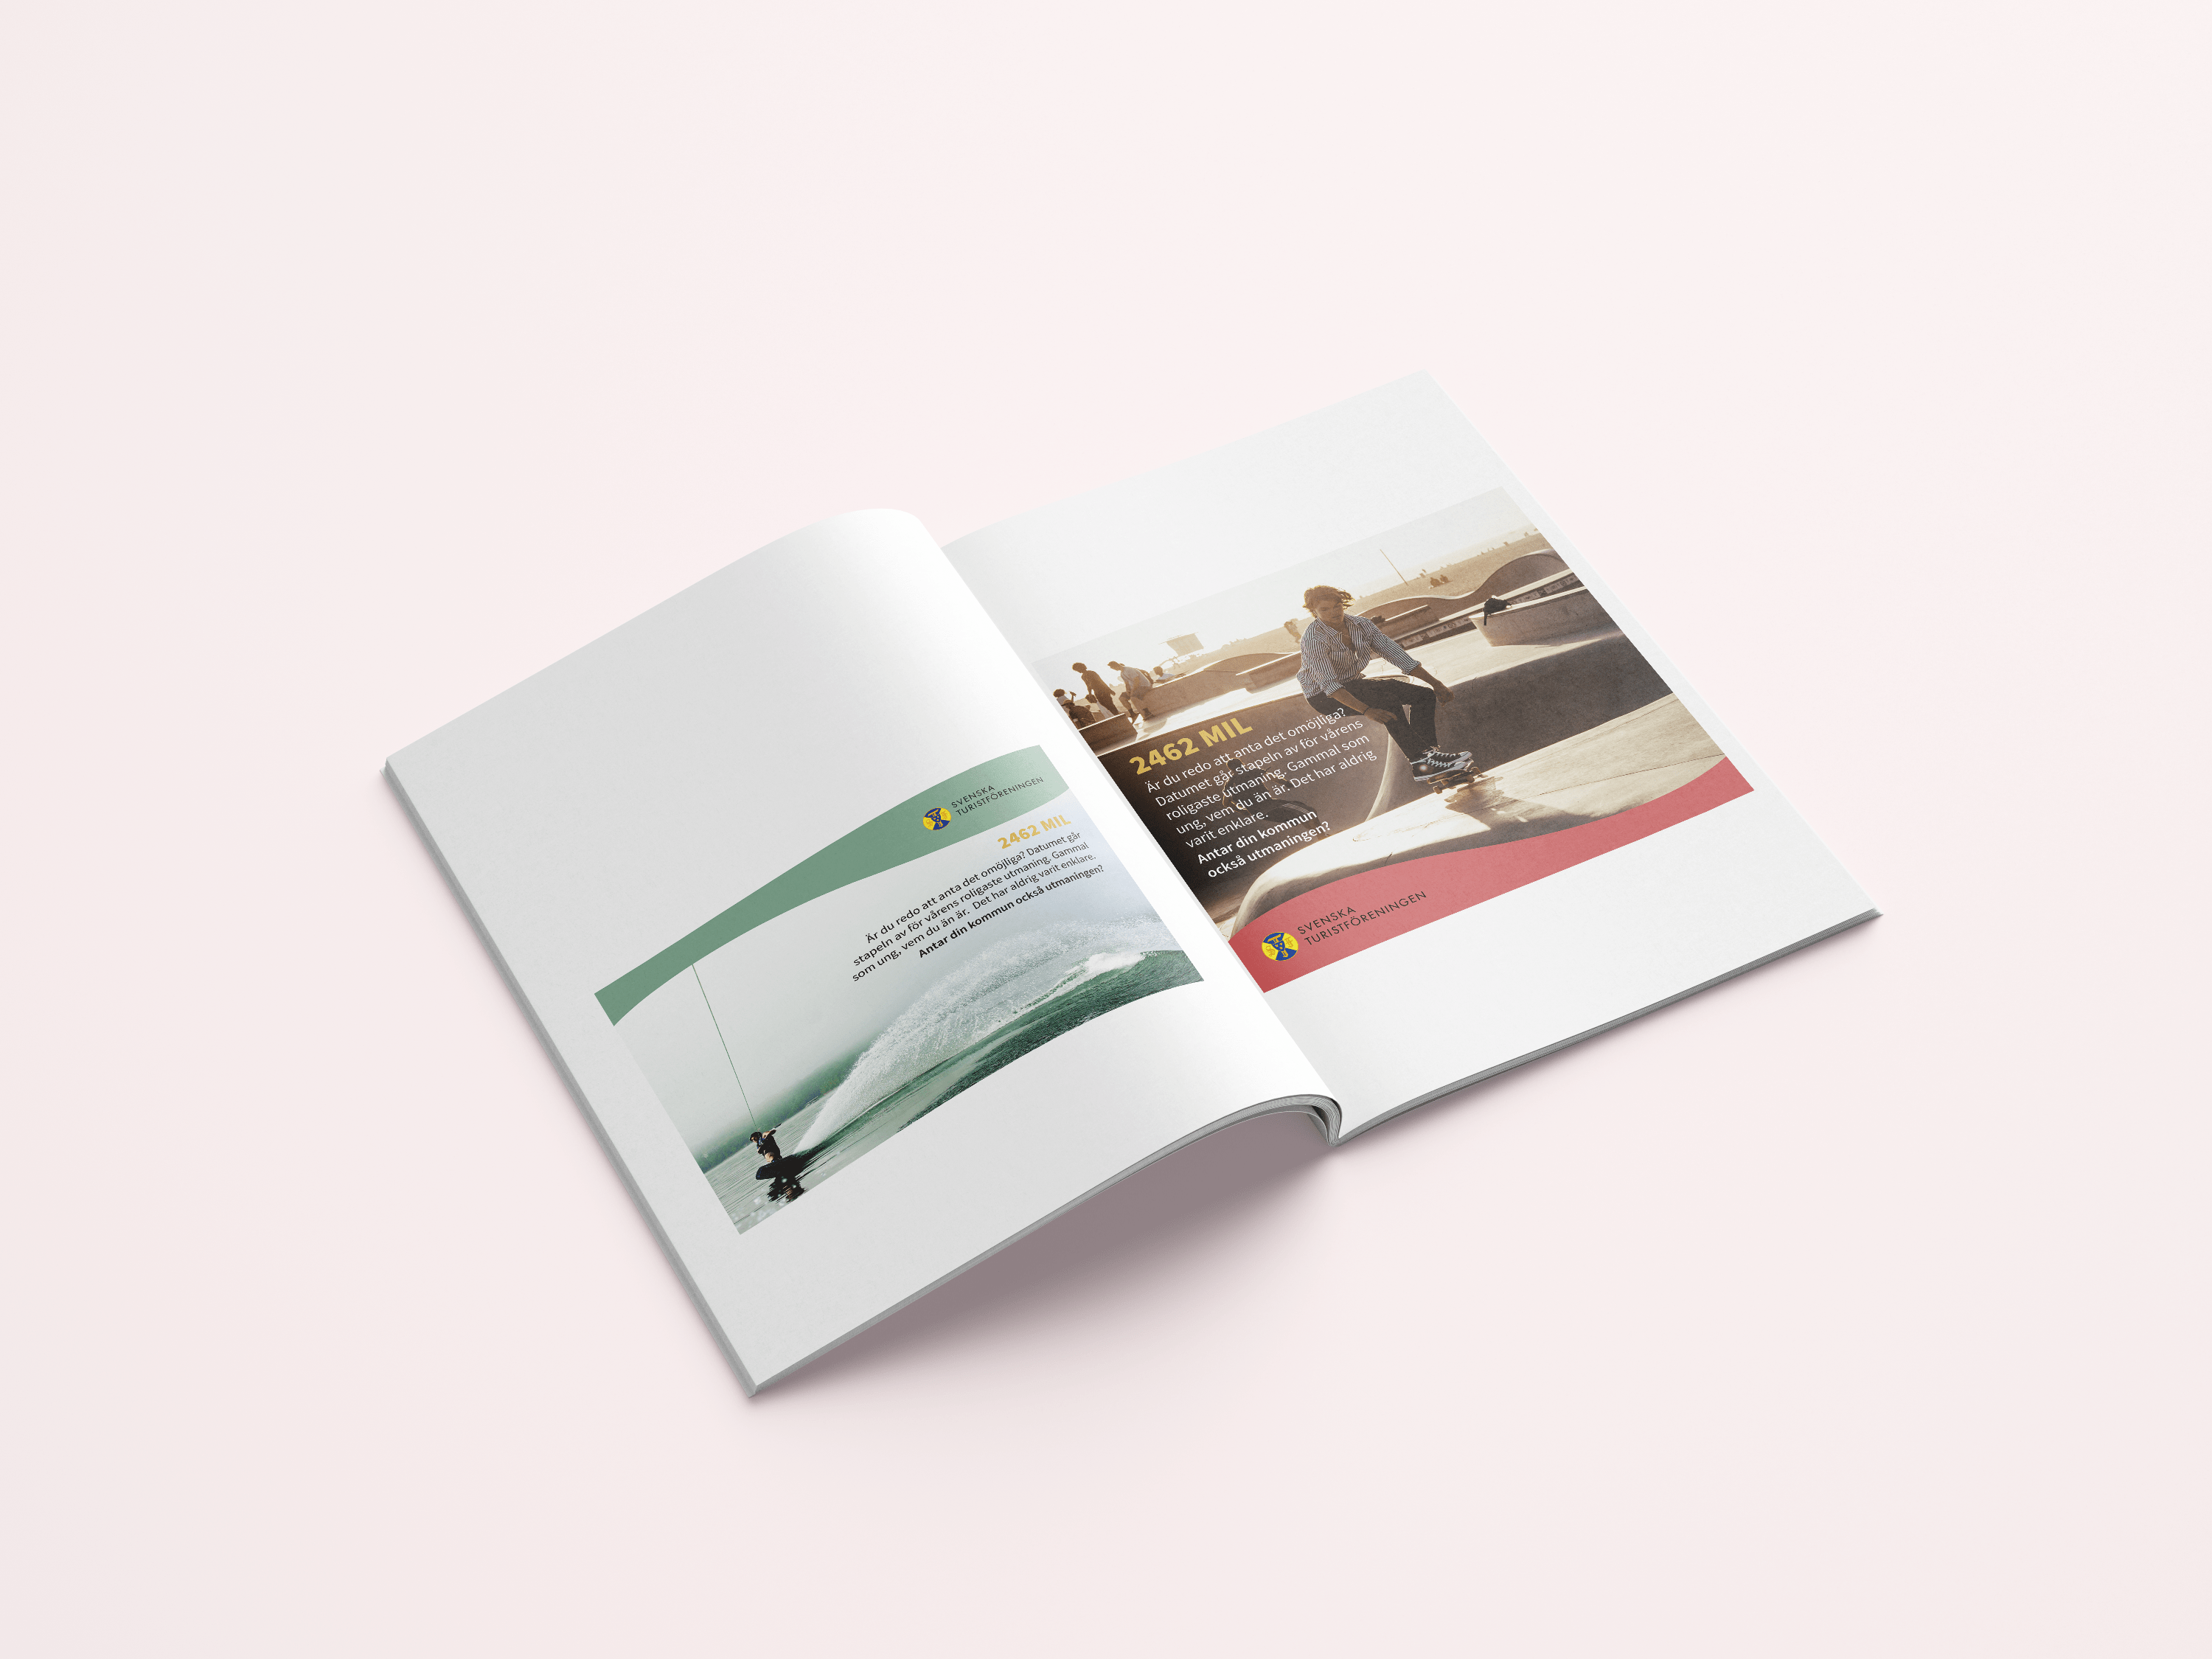 SVENSKA
TURISTFÖRENINGEN
2462 MIL
Är du redo att anta det omöjliga? Datumet går
stapeln av för vårens roligaste utmaning. Gammal
som ung, vem du än är. Det har aldrig varit enklare.
Antar din kommun också utmaningen?
2462 MIL
Är du redo att anta det omöjliga?
Datumet går stapeln av för vårens
roligaste utmaning. Gammal som
ung, vem du än är. Det har aldrig
varit enklare.
Antar din kommun
också utmaningen?
SVENSKA
TURISTFÖRENINGEN